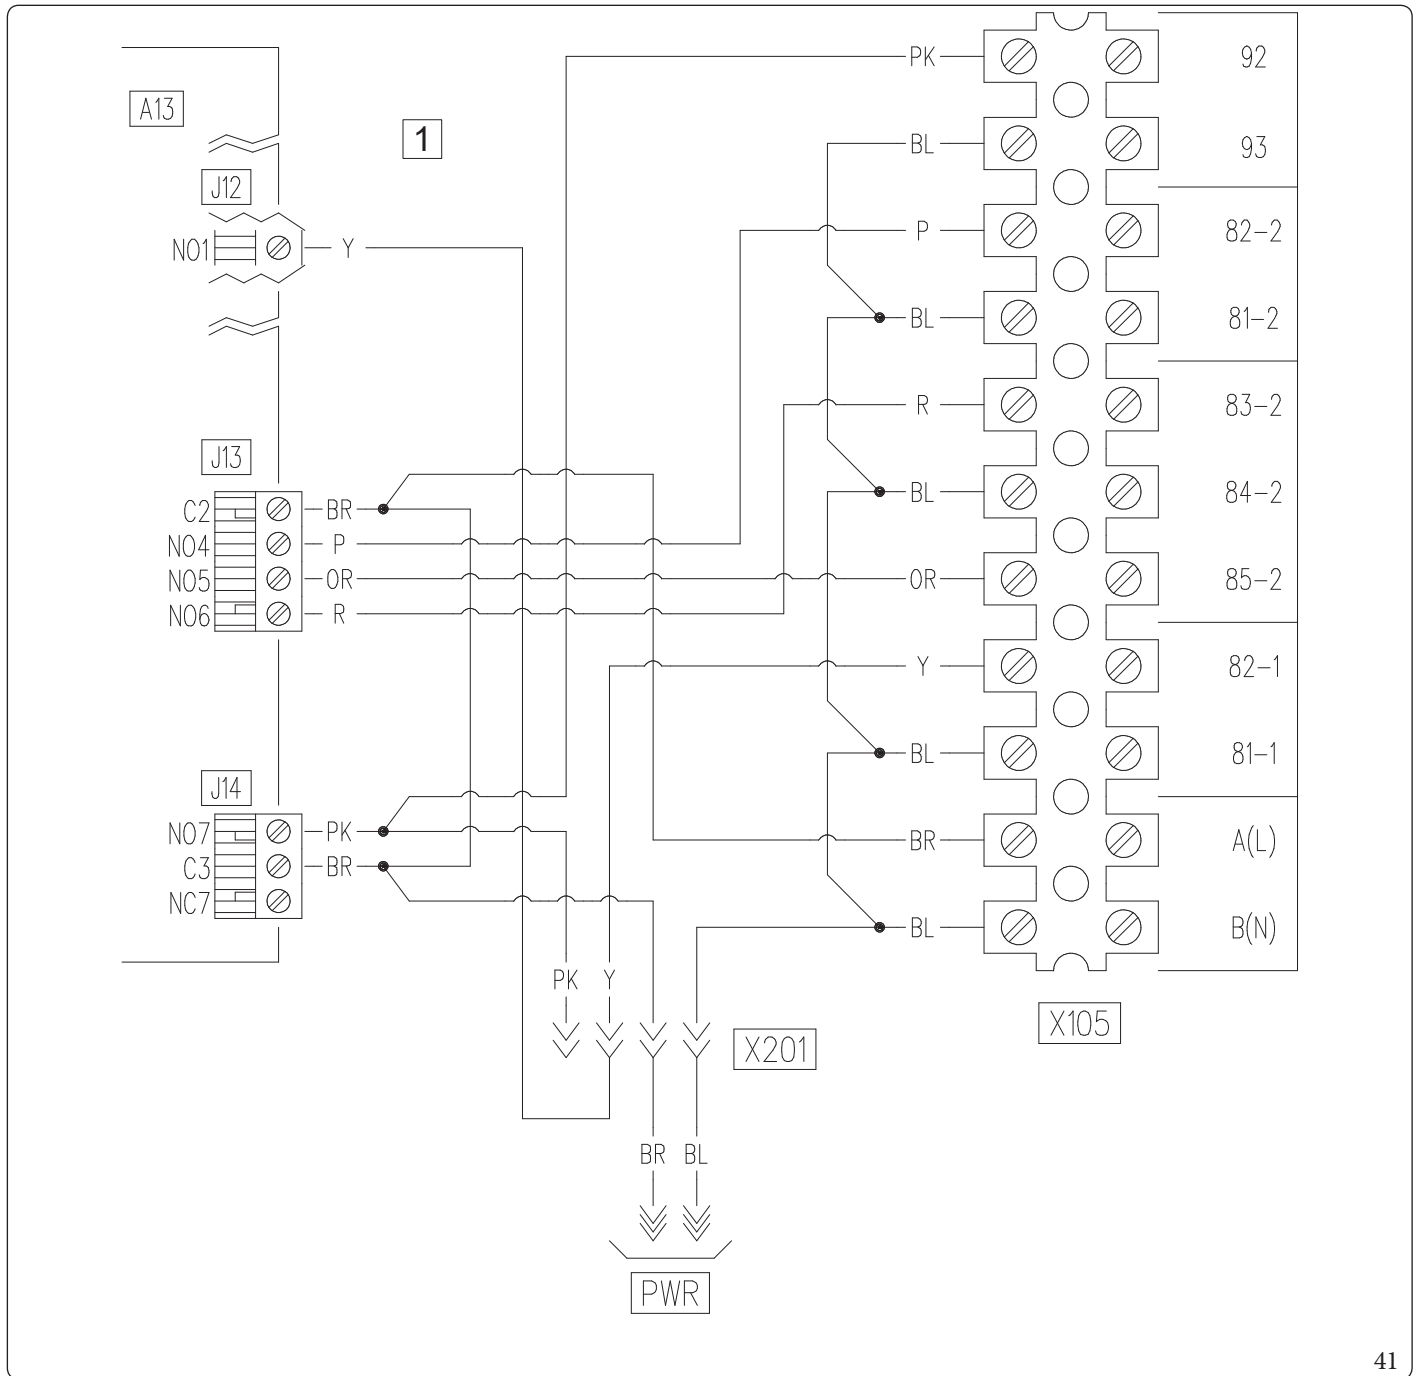 PK 92
A13
1
BL 93
J12
NO1 Y
P 82-2
BL 81-2
R 83-2
J13
BL 84-2
C2 BR
NO4 P
NO5 OR OR 85-2
NO6 R
Y 82-1
BL 81-1
J14
NO7 PK
BR A(L)
C3 BR
NC7
BL B(N)
PK Y
X201
X105
BR BL
PWR
41